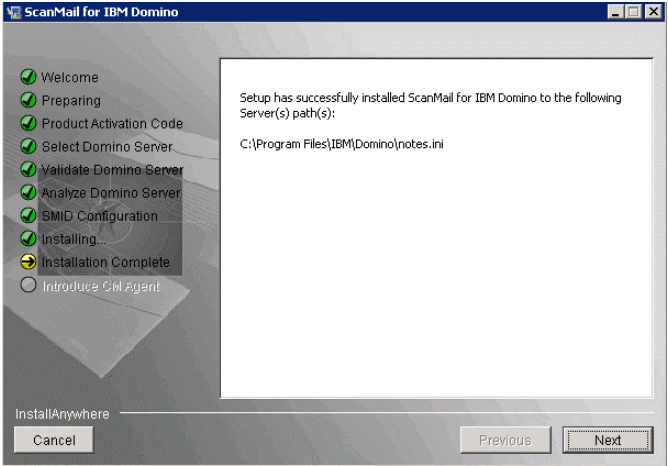 ScanMail for IBM Domino
Welcome
Preparing
Product Activation Code
Select Domino Server
Validate Domino Server
Analyze Domino Server
SMID Configuration
Installing...
Installation Complete
Introduce CM Agent
Setup has successfully installed ScanMail for IBM Domino to the following
Server(s) path(s):
C:\Program Files\IBM\Domino\notes.ini
InstallAnywhere
Cancel
Previous
Next